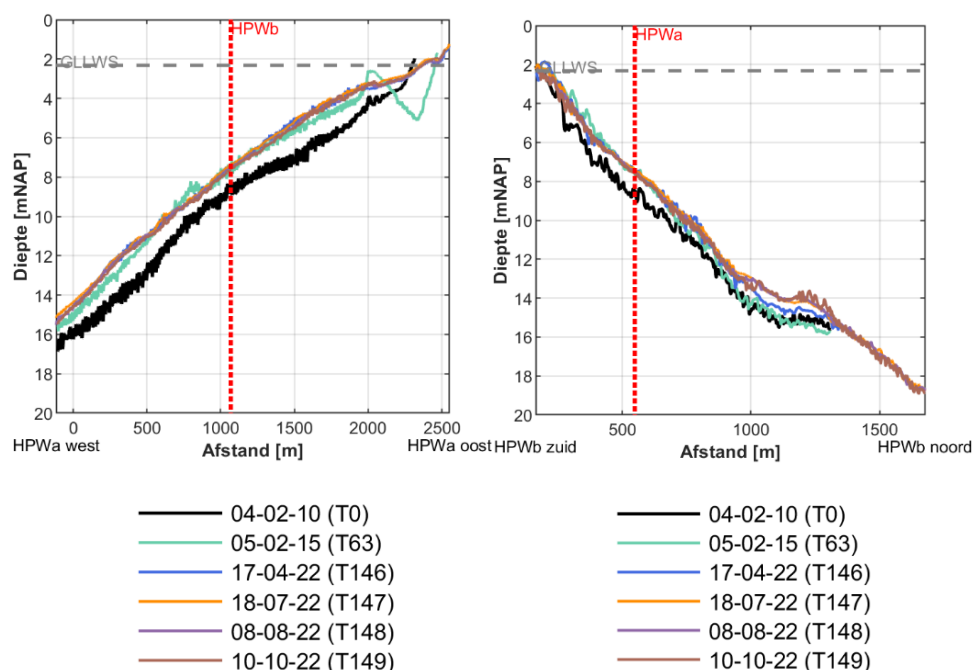 0
2
4
6
8
10
12
14
16
18
20
Diepte [mNAP]
GLLWS
HPWb
0
500
1000
1500
2000
2500
HPWa west
Afstand [m]
HPWa oost
0
2
4
6
8
10
12
14
16
18
20
Diepte [mNAP]
LLWS
HPWa
500
1000
1500
HPWb zuid
Afstand [m]
HPWb noord
04-02-10 (T0)
05-02-15 (T63)
17-04-22 (T146)
18-07-22 (T147)
08-08-22 (T148)
10-10-22 (T149)
04-02-10 (T0)
05-02-15 (T63)
17-04-22 (T146)
18-07-22 (T147)
08-08-22 (T148)
10-10-22 (T149)